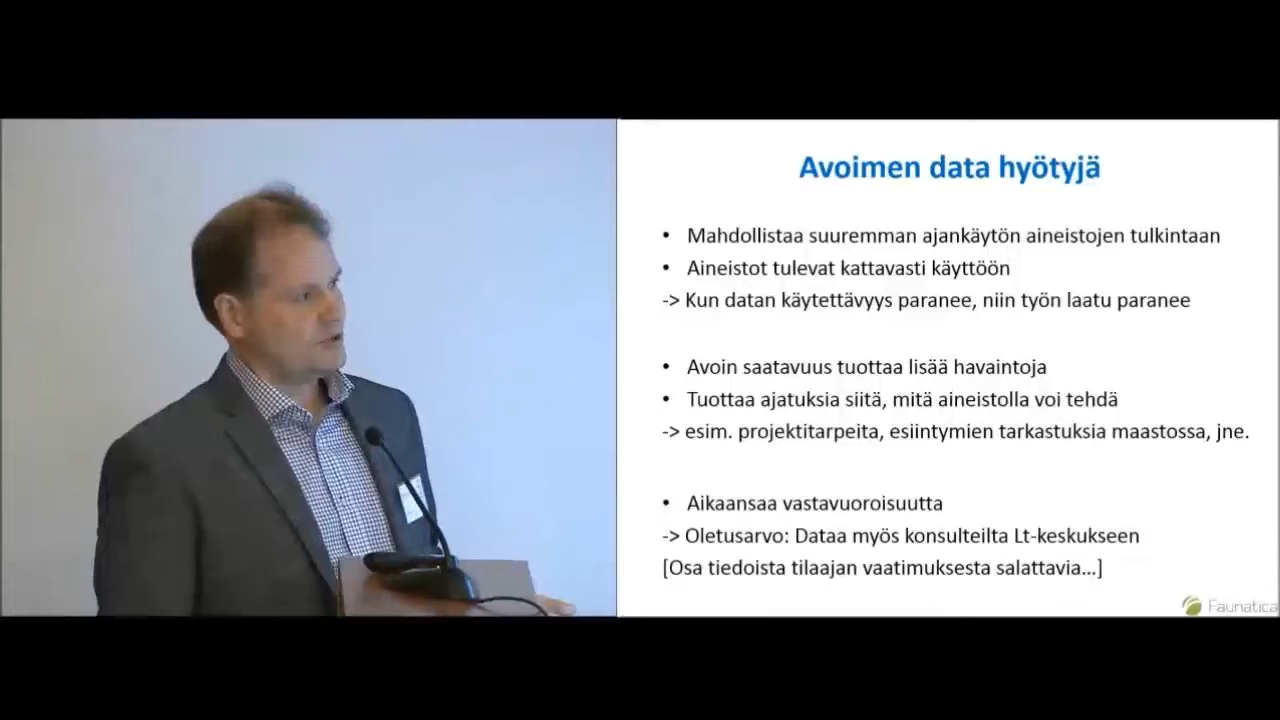 Avoimen data hyötyjä
• Mahdollistaa suuremman ajankäytön aineistojen tulkintaan
• Aineistot tulevat kattavasti käyttöön
-> Kun datan käytettävyys paranee, niin työn laatu paranee
• Avoin saatavuus tuottaa lisää havaintoja
• Tuottaa ajatuksia siitä, mitä aineistolla voi tehdä
-> esim. projektitarpeita, esiintymien tarkastuksia maastossa, jne.
• Aikaansaa vastavuoroisuutta
-> Oletusarvo: Dataa myös konsulteilta Lt-keskukseen
[Osa tiedoista tilaajan vaatimuksesta salattavia…]
Faunatica